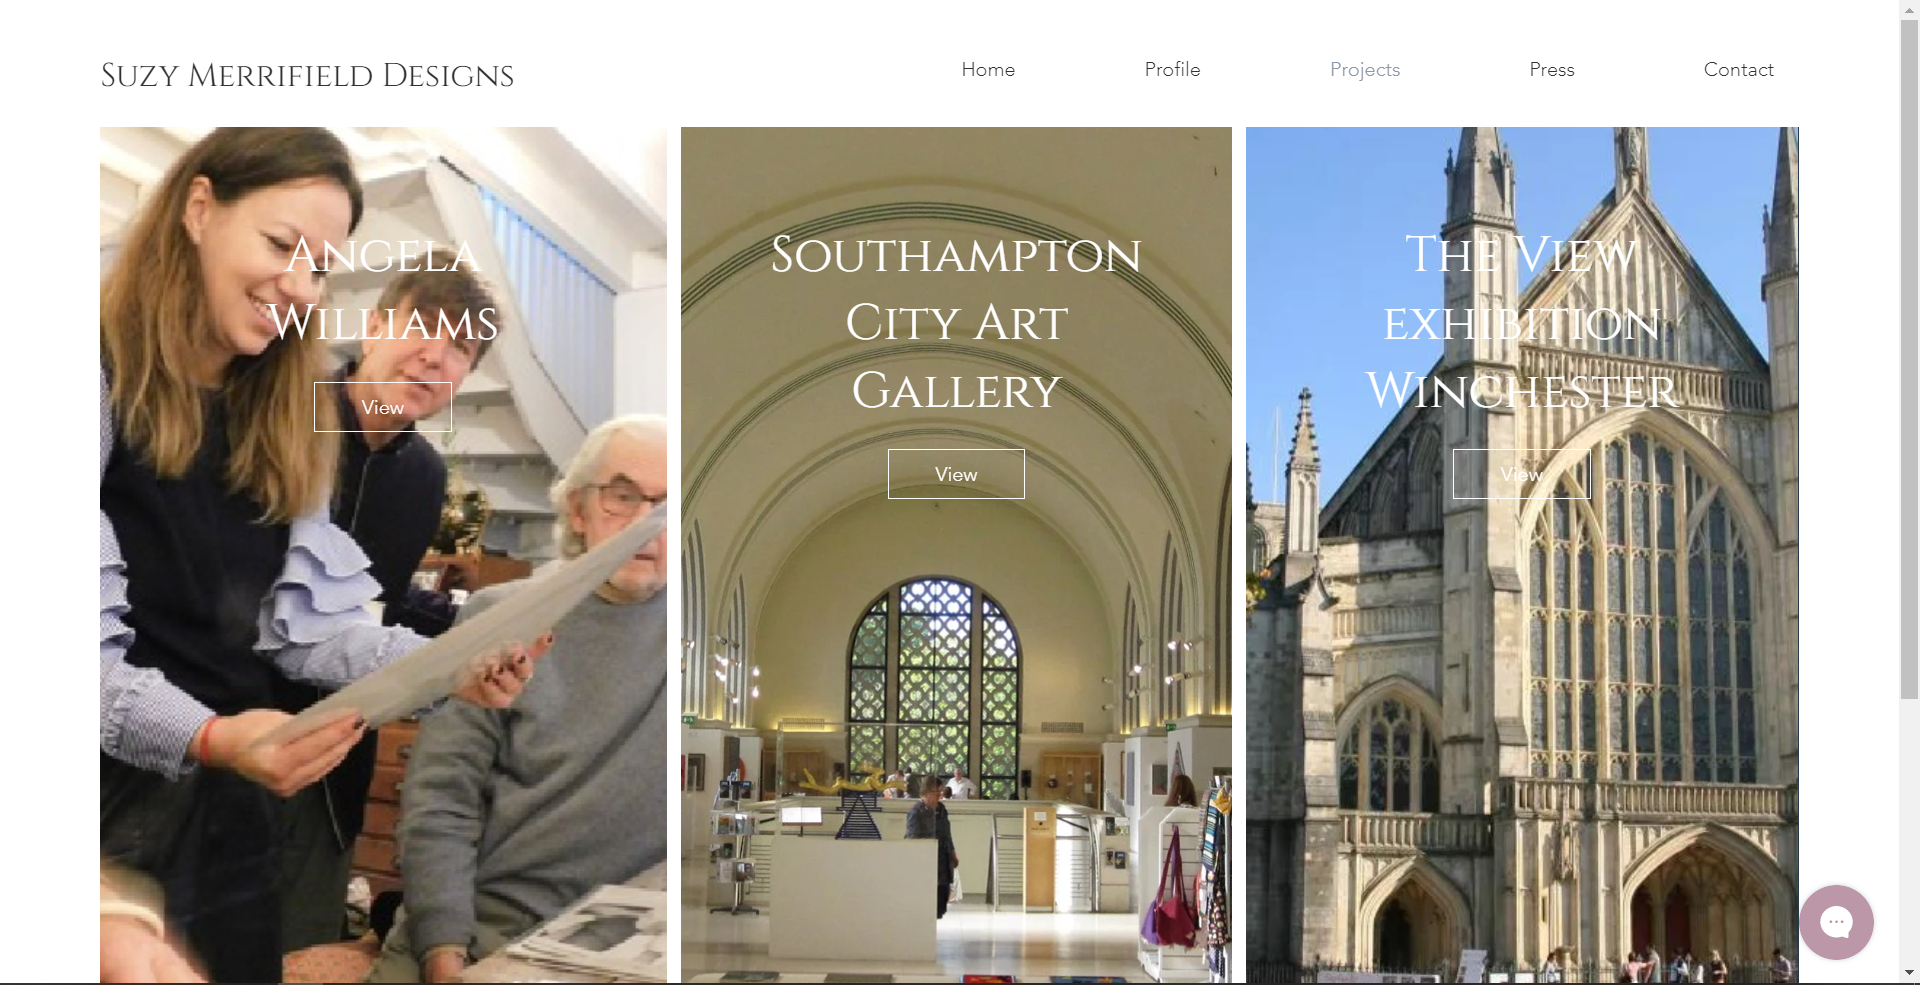 Suzy Merrifield Designs
Home
Profile
Projects
Press
Contact
Angela
Williams
View
Southampton
City Art
Gallery
View
The View
exhibition
Winchester
View